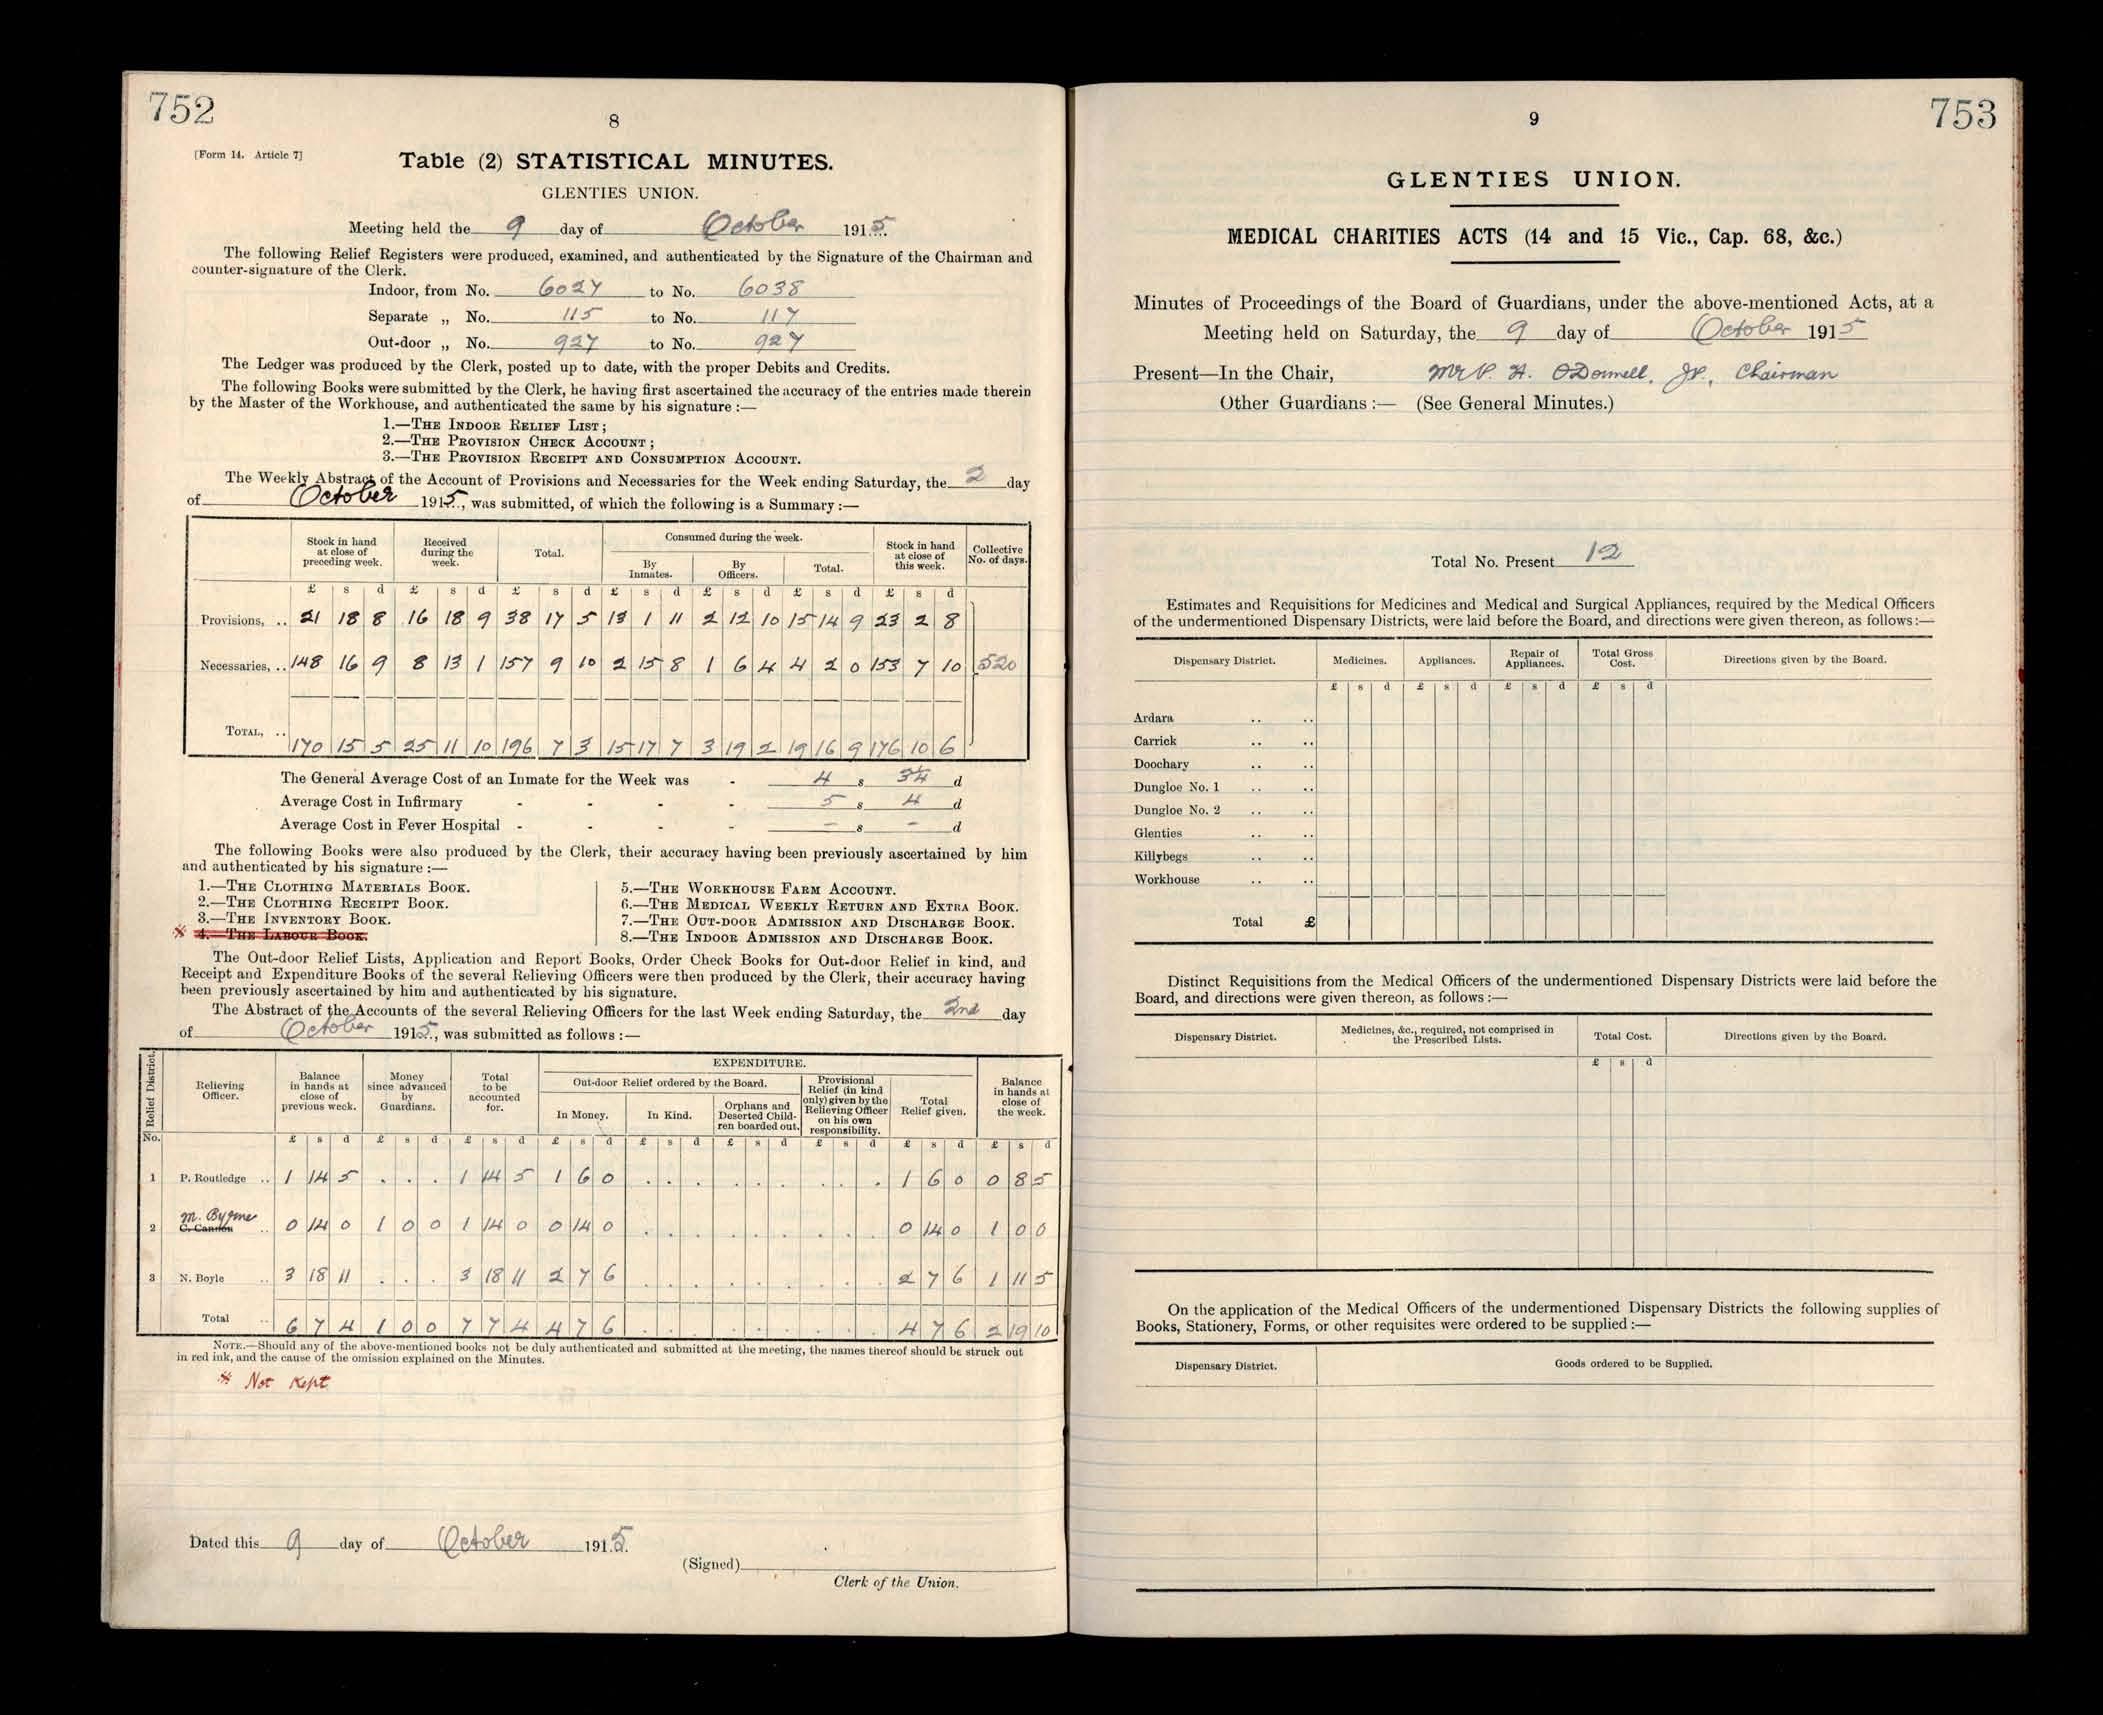 752
8
[Form 14. Article 7]
Table (2) STATISTICAL MINUTES.
GLENTIES UNION.
Meeting held the 9 day of October 1915.
The following Relief Registers were produced, examined, and authenticated by the Signature of the Chairman and
counter-signature of the Clerk.
Indoor, from No. 6027 to No. 6038
Separate „ No. 115 to No. 117
Out-door „ No. 927 to No. 927
The Ledger was produced by the Clerk, posted up to date, with the proper Debits and Credits.
The following Books were submitted by the Clerk, he having first ascertained the accuracy of the entries made therein
by the Master of the Workhouse, and authenticated the same by his signature :—
1.—THE INDOOR RELIEF LIST ;
2.—THE PROVISION CHECK ACCOUNT ;
3.—THE PROVISION RECEIPT AND CONSUMPTION ACCOUNT.
The Weekly Abstract of the Account of Provisions and Necessaries for the Week ending Saturday, the 2 day
of October 1915., was submitted, of which the following is a Summary :—
Stock in hand at close of preceding week. Received during the week. Total. Consumed during the week. By Inmates. By Officers. Total. Stock in hand at close of this week. Collective No. of days.
£ s d £ s d £ s d £ s d £ s d £ s d £ s d
Provisions, .. 21 18 8 16 18 9 38 17 5 13 1 11 2 12 10 15 14 9 23 2 8
Necessaries, .. 148 16 9 8 13 1 157 9 10 2 15 8 1 6 4 4 2 0 153 7 10 520
TOTAL, .. 170 15 5 25 11 10 196 7 3 15 17 7 3 19 2 19 16 9 176 10 6
The General Average Cost of an Inmate for the Week was - 4 s 3¼ d
Average Cost in Infirmary - - - - 5 s 4 d
Average Cost in Fever Hospital - - - - – s – d
The following Books were also produced by the Clerk, their accuracy having been previously ascertained by him
and authenticated by his signature :—
1.—THE CLOTHING MATERIALS BOOK.
2.—THE CLOTHING RECEIPT BOOK.
3.—THE INVENTORY BOOK.
* 4.—THE LABOUR BOOK.
5.—THE WORKHOUSE FARM ACCOUNT.
6.—THE MEDICAL WEEKLY RETURN AND EXTRA BOOK.
7.—THE OUT-DOOR ADMISSION AND DISCHARGE BOOK.
8.—THE INDOOR ADMISSION AND DISCHARGE BOOK.
The Out-door Relief Lists, Application and Report Books, Order Check Books for Out-door Relief in kind, and
Receipt and Expenditure Books of the several Relieving Officers were then produced by the Clerk, their accuracy having
been previously ascertained by him and authenticated by his signature.
The Abstract of the Accounts of the several Relieving Officers for the last Week ending Saturday, the 2nd day
of October 1915., was submitted as follows :—
Relief District. Relieving Officer. Balance in hands at close of previous week. Money since advanced by Guardians. Total to be accounted for. EXPENDITURE. Out-door Relief ordered by the Board. In Money. In Kind. Orphans and Deserted Children boarded out. Provisional Relief (in kind only) given by the Relieving Officer on his own responsibility. Total Relief given. Balance in hands at close of the week.
No. £ s d £ s d £ s d £ s d £ s d £ s d £ s d £ s d £ s d
1 P. Routledge .. 1 14 5 . . . 1 14 5 1 6 0 . . . . . . . . . 1 6 0 0 8 5
M. Byrne
2 C. Cannon .. 0 14 0 1 0 0 1 14 0 0 14 0 . . . . . . . . . 0 14 0 1 0 0
3 N. Boyle .. 3 18 11 . . . 3 18 11 2 7 6 . . . . . . . . . 2 7 6 1 11 5
Total .. 6 7 4 1 0 0 7 7 4 4 7 6 . . . . . . . . . 4 7 6 2 19 10
NOTE.—Should any of the above-mentioned books not be duly authenticated and submitted at the meeting, the names thereof should be struck out
in red ink, and the cause of the omission explained on the Minutes.
* Not Kept
Dated this 9 day of October 1915.
(Signed)
Clerk of the Union.
753
9
GLENTIES UNION.
MEDICAL CHARITIES ACTS (14 and 15 Vic., Cap. 68, &c.)
Minutes of Proceedings of the Board of Guardians, under the above-mentioned Acts, at a
Meeting held on Saturday, the 9 day of October 1915
Present—In the Chair, Mr P. H. O'Donnell, JP., Chairman
Other Guardians :— (See General Minutes.)
Total No. Present 12
Estimates and Requisitions for Medicines and Medical and Surgical Appliances, required by the Medical Officers
of the undermentioned Dispensary Districts, were laid before the Board, and directions were given thereon, as follows :—
Dispensary District. Medicines. Appliances. Repair of Appliances. Total Gross Cost. Directions given by the Board.
£ s d £ s d £ s d £ s d
Ardara .. ..
Carrick .. ..
Doochary .. ..
Dungloe No. 1 .. ..
Dungloe No. 2 .. ..
Glenties .. ..
Killybegs .. ..
Workhouse .. ..
Total £
Distinct Requisitions from the Medical Officers of the undermentioned Dispensary Districts were laid before the
Board, and directions were given thereon, as follows :—
Dispensary District. Medicines, &c., required, not comprised in the Prescribed Lists. Total Cost. Directions given by the Board.
£ s d
On the application of the Medical Officers of the undermentioned Dispensary Districts the following supplies of
Books, Stationery, Forms, or other requisites were ordered to be supplied :—
Dispensary District. Goods ordered to be Supplied.